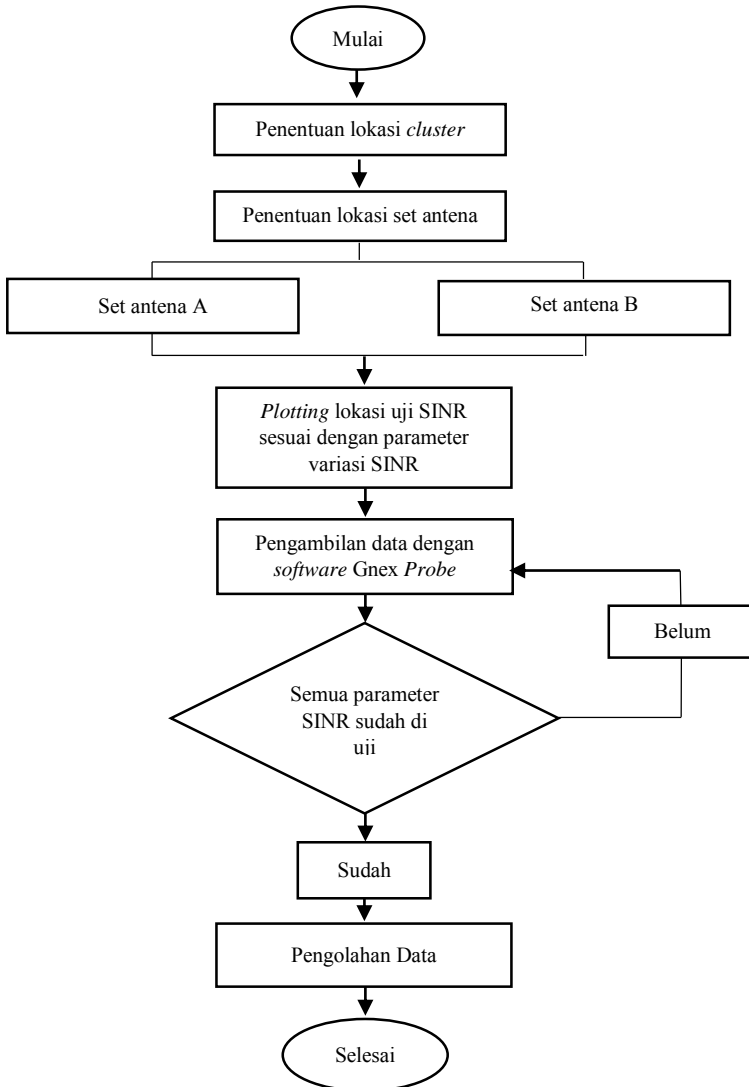 Mulai
Penentuan lokasi cluster
Penentuan lokasi set antena
Set antena A
Set antena B
Plotting lokasi uji SINR
sesuai dengan parameter
variasi SINR
Pengambilan data dengan
software Gnex Probe
Belum
Semua parameter
SINR sudah di
uji
Sudah
Pengolahan Data
Selesai